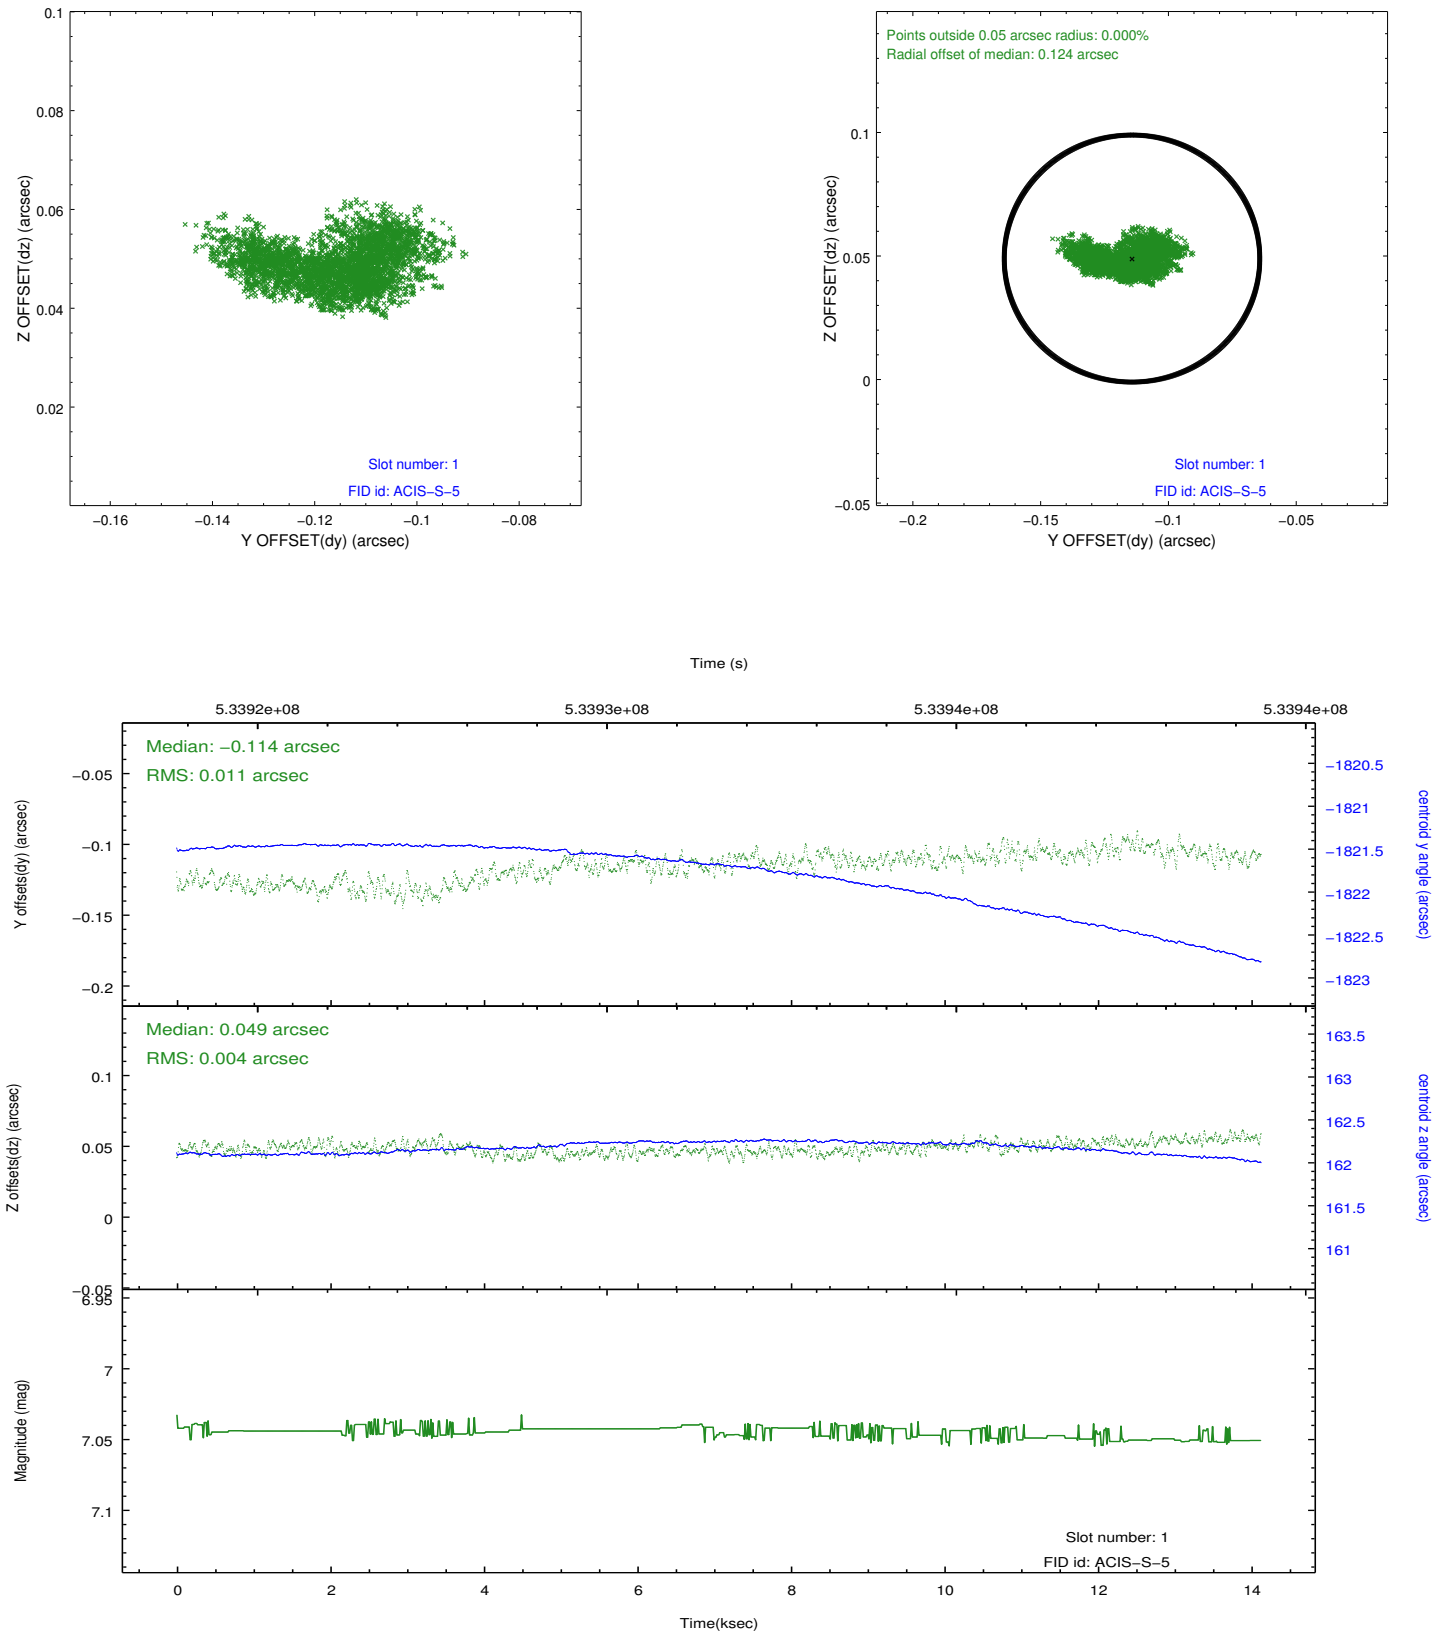 0.1
0.08
0.06
0.04
0.02
Z OFFSET(dz) (arcsec)
Slot number: 1
FID id: ACIS−S−5
−0.16 −0.14 −0.12 −0.1 −0.08
Y OFFSET(dy) (arcsec)
Points outside 0.05 arcsec radius: 0.000%
Radial offset of median: 0.124 arcsec
0.1
0.05
0
−0.05
Z OFFSET(dz) (arcsec)
Slot number: 1
FID id: ACIS−S−5
−0.2 −0.15 −0.1 −0.05
Y OFFSET(dy) (arcsec)
Time (s)
5.3392e+08 5.3393e+08 5.3394e+08 5.3394e+08
Median: −0.114 arcsec
RMS: 0.011 arcsec
−0.05
−0.1
−0.15
−0.2
Y offsets(dy) (arcsec)
−1820.5
−1821
−1821.5
−1822
−1822.5
−1823
centroid y angle (arcsec)
Median: 0.049 arcsec
RMS: 0.004 arcsec
0.1
0.05
0
−0.05
Z offsets(dz) (arcsec)
163.5
163
162.5
162
161.5
161
centroid z angle (arcsec)
6.95
7
7.05
7.1
Magnitude (mag)
Slot number: 1
FID id: ACIS−S−5
0 2 4 6 8 10 12 14
Time(ksec)